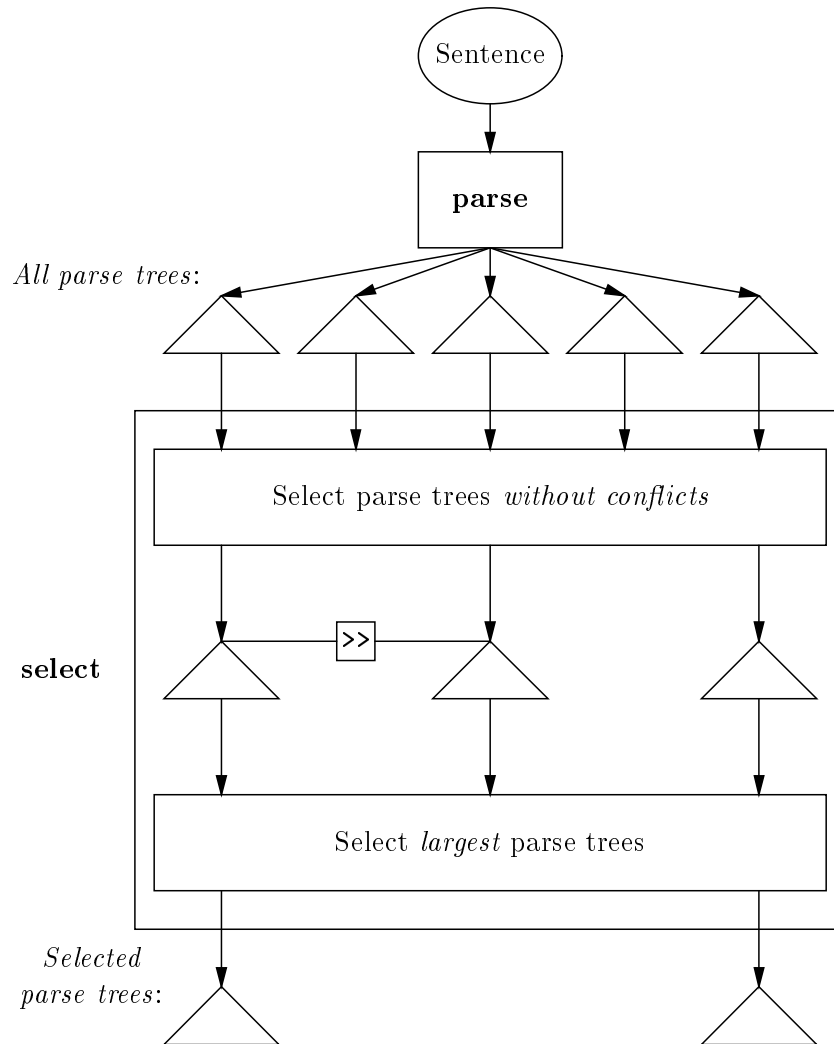 Sentence
parse
All parse trees:
Select parse trees without conflicts
>>
select
Select largest parse trees
Selected
parse trees: